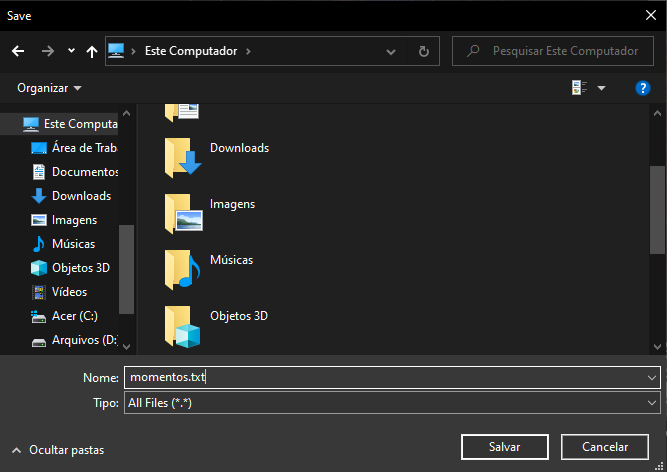 Save
Este Computador
Pesquisar Este Computador
Organizar
Este Computa
Área de Trab
Documentos
Downloads
Imagens
Músicas
Objetos 3D
Vídeos
Acer (C:)
Arquivos (D:
Downloads
Imagens
Músicas
Objetos 3D
Nome: momentos.txt
Tipo: All Files (*.*)
Ocultar pastas
Salvar
Cancelar